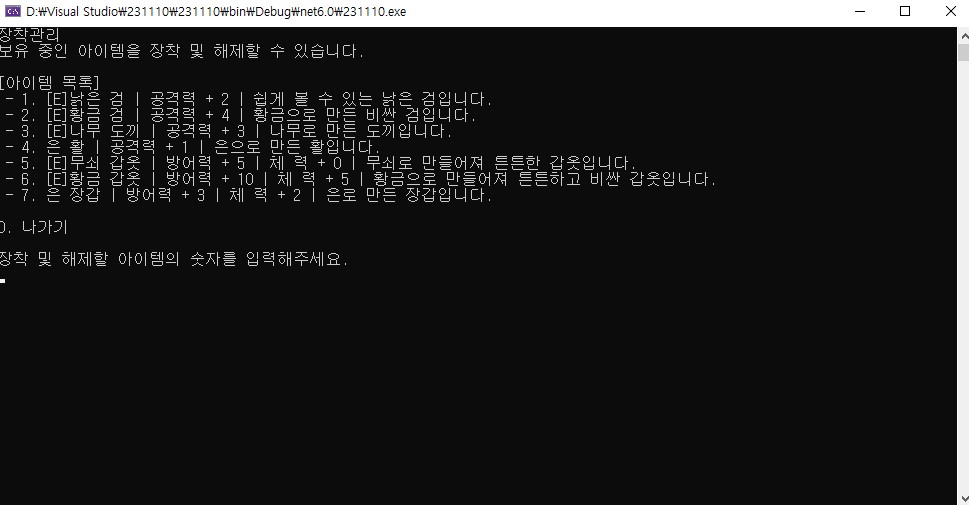 D:\Visual Studio\231110\231110\bin\Debug\net6.0\231110.exe
장착관리
보유 중인 아이템을 장착 및 해제할 수 있습니다.
[아이템 목록]
- 1. [E]낡은 검 | 공격력 + 2 | 쉽게 볼 수 있는 낡은 검입니다.
- 2. [E]황금 검 | 공격력 + 4 | 황금으로 만든 비싼 검입니다.
- 3. [E]나무 도끼 | 공격력 + 3 | 나무로 만든 도끼입니다.
- 4. 은 활 | 공격력 + 1 | 은으로 만든 활입니다.
- 5. [E]무쇠 갑옷 | 방어력 + 5 | 체 력 + 0 | 무쇠로 만들어져 튼튼한 갑옷입니다.
- 6. [E]황금 갑옷 | 방어력 + 10 | 체 력 + 5 | 황금으로 만들어져 튼튼하고 비싼 갑옷입니다.
- 7. 은 장갑 | 방어력 + 3 | 체 력 + 2 | 은로 만든 장갑입니다.
0. 나가기
장착 및 해제할 아이템의 숫자를 입력해주세요.